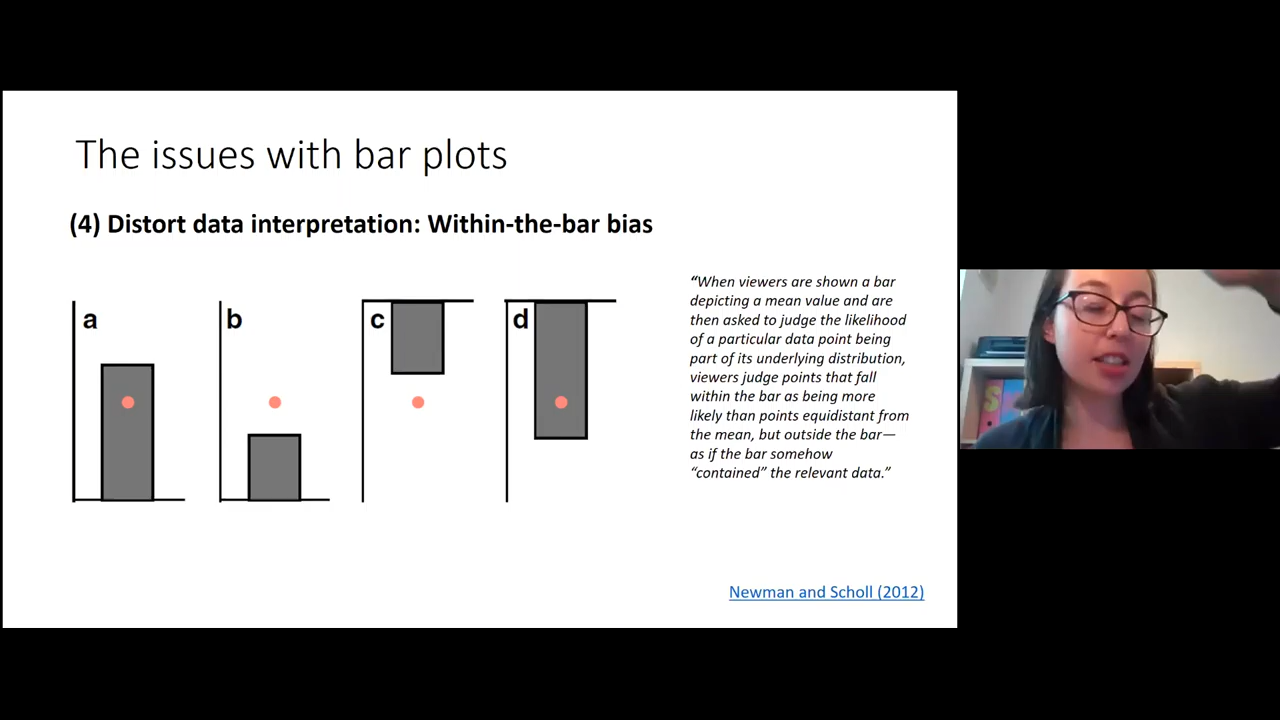 The issues with bar plots
(4) Distort data interpretation: Within-the-bar bias
a
b
c
d
“When viewers are shown a bar
depicting a mean value and are
then asked to judge the likelihood
of a particular data point being
part of its underlying distribution,
viewers judge points that fall
within the bar as being more
likely than points equidistant from
the mean, but outside the bar—
as if the bar somehow
“contained” the relevant data.”
Newman and Scholl (2012)